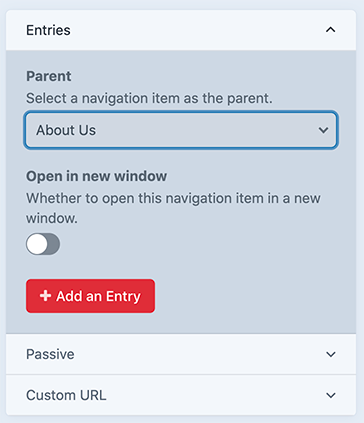 Entries
Parent
Select a navigation item as the parent.
About Us
Open in new window
Whether to open this navigation item in a new
window.
+ Add an Entry
Passive
Custom URL